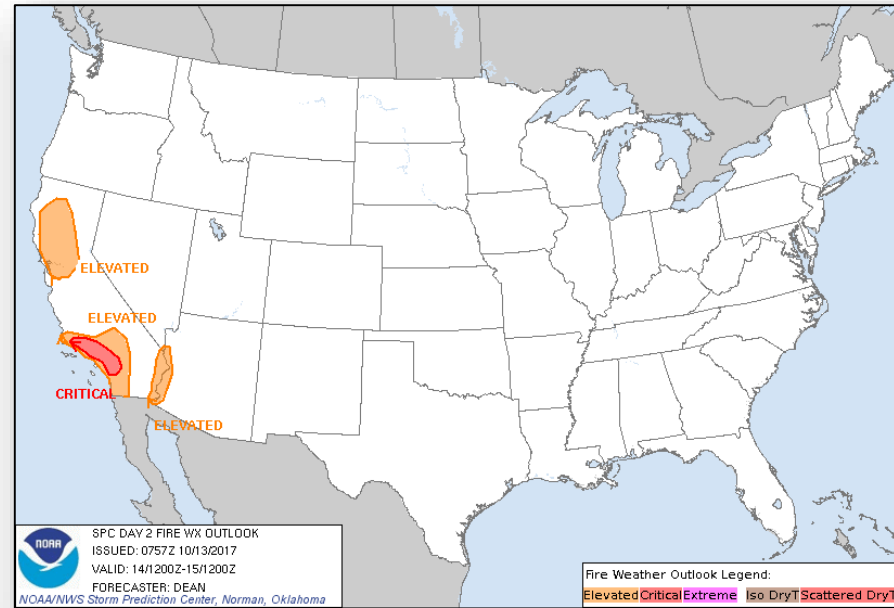 ELEVATED
ELEVATED
CRITICAL
ELEVATED
NOAA
SPC DAY 2 FIRE WX OUTLOOK
ISSUED: 0757Z 10/13/2017
VALID: 14/1200Z-15/1200Z
FORECASTER: DEAN
NOAA/NWS Storm Prediction Center, Norman, Oklahoma
Fire Weather Outlook Legend:
Elevated Critical Extreme Iso DryT Scattered DryT